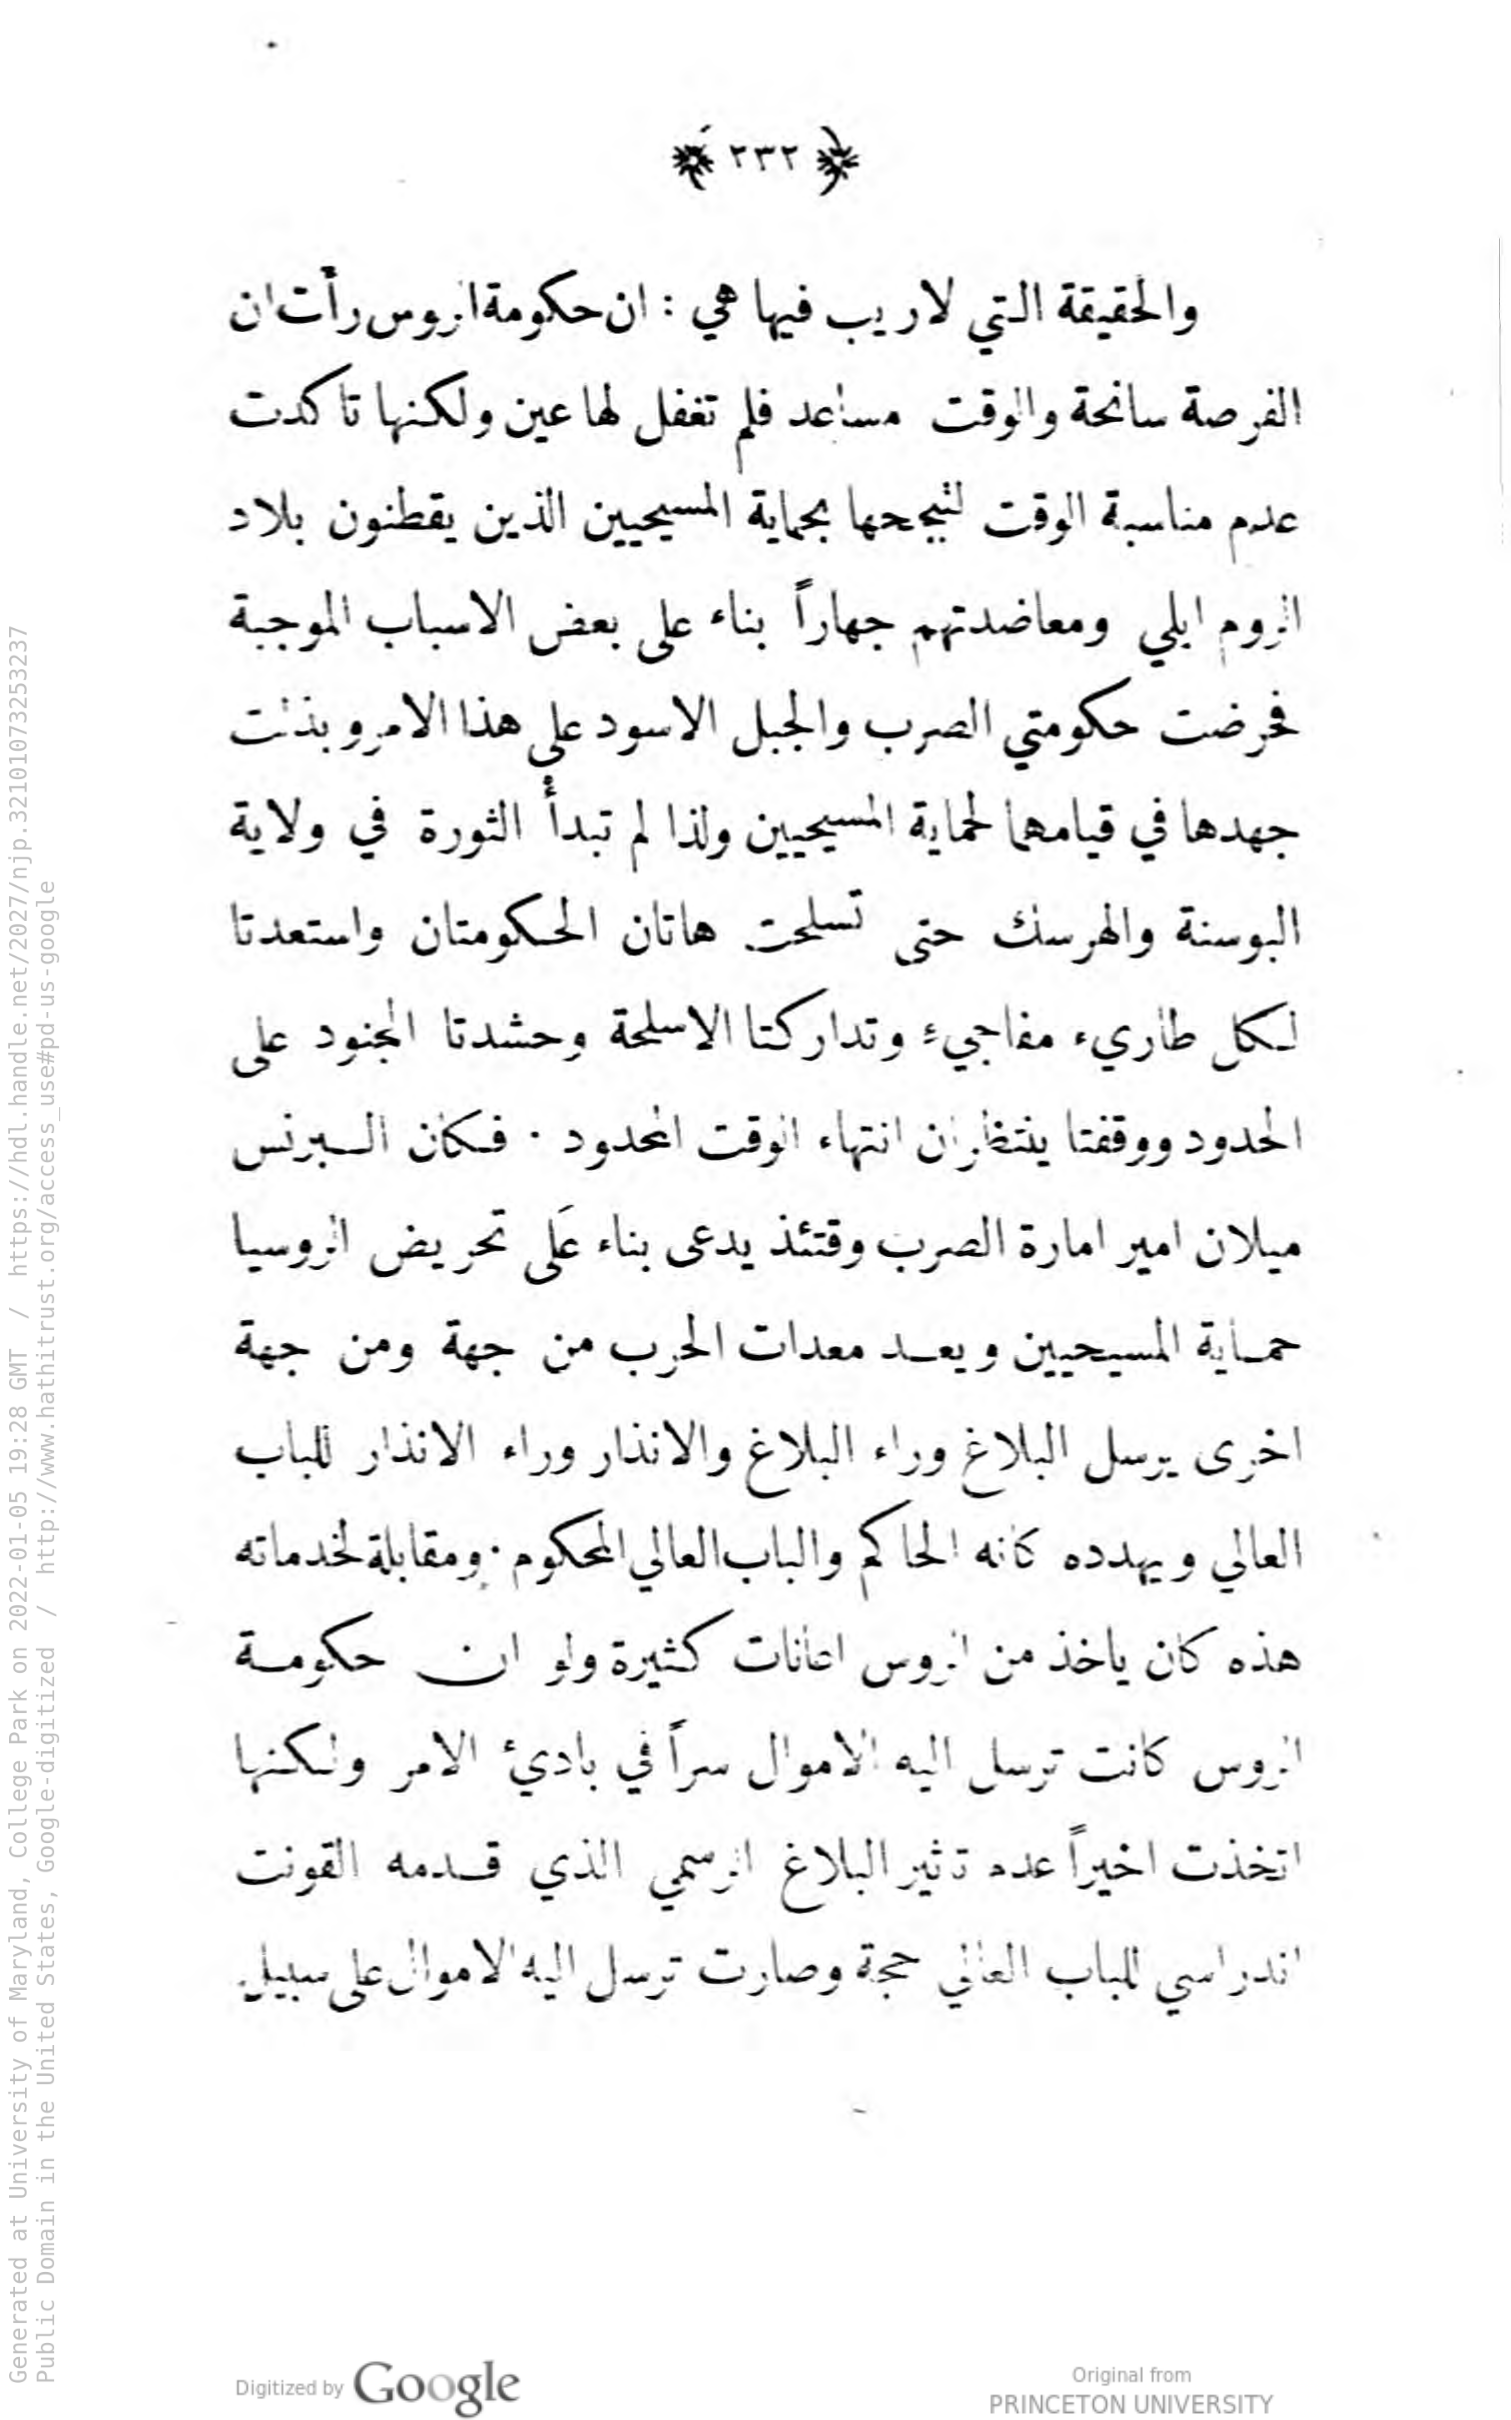 ٢٣٢
والحقيقة التي لاريب فيها هي : ان حكومة الروس رأت ان
الفرصة سانحة والوقت مساعد فلم تغفل لها عين ولكنها تاكدت
عدم مناسبة الوقت لتبجحها بحماية المسيحيين الذين يقطنون بلاد
الروم ايلي ومعاضدتهم جهاراً بناء على بعض الاسباب الموجبة
فحرضت حكومتي الصرب والجبل الاسود على هذا الامر وبذلت
جهدها في قيامهما لحماية المسيحيين ولذا لم تبدأ الثورة في ولاية
البوسنة والهرسك حتى تسلحت هاتان الحكومتان واستعدتا
لكل طاريء مفاجيء وتداركتا الاسلحة وحشدتا الجنود على
الحدود ووقفتا ينتظران انتهاء الوقت المحدود . فكان البرنس
ميلان امير امارة الصرب وقتئذ يدعى بناء عَلى تحريض الروسيا
حماية المسيحيين ويعد معدات الحرب من جهة ومن جهة
اخرى يرسل البلاغ وراء البلاغ والانذار وراء الانذار للباب
العالي ويهدده كانه الحاكم والباب العالي المحكوم . ومقابلة لخدماته
هذه كان ياخذ من الروس اعانات كثيرة ولو ان حكومة
الروس كانت ترسل اليه الاموال سراً في باديء الامر ولكنها
اتخذت اخيراً عدم تثير البلاغ الرسمي الذي قدمه القونت
اندراسي للباب العالي حجة وصارت ترسل اليه الاموال على سبيل
Generated at University of Maryland, College Park on 2022-01-05 19:28 GMT / https://hdl.handle.net/2027/njp.32101073253237
Public Domain in the United States, Google-digitized / http://www.hathitrust.org/access_use#pd-us-google
Digitized by Google
Original from
PRINCETON UNIVERSITY